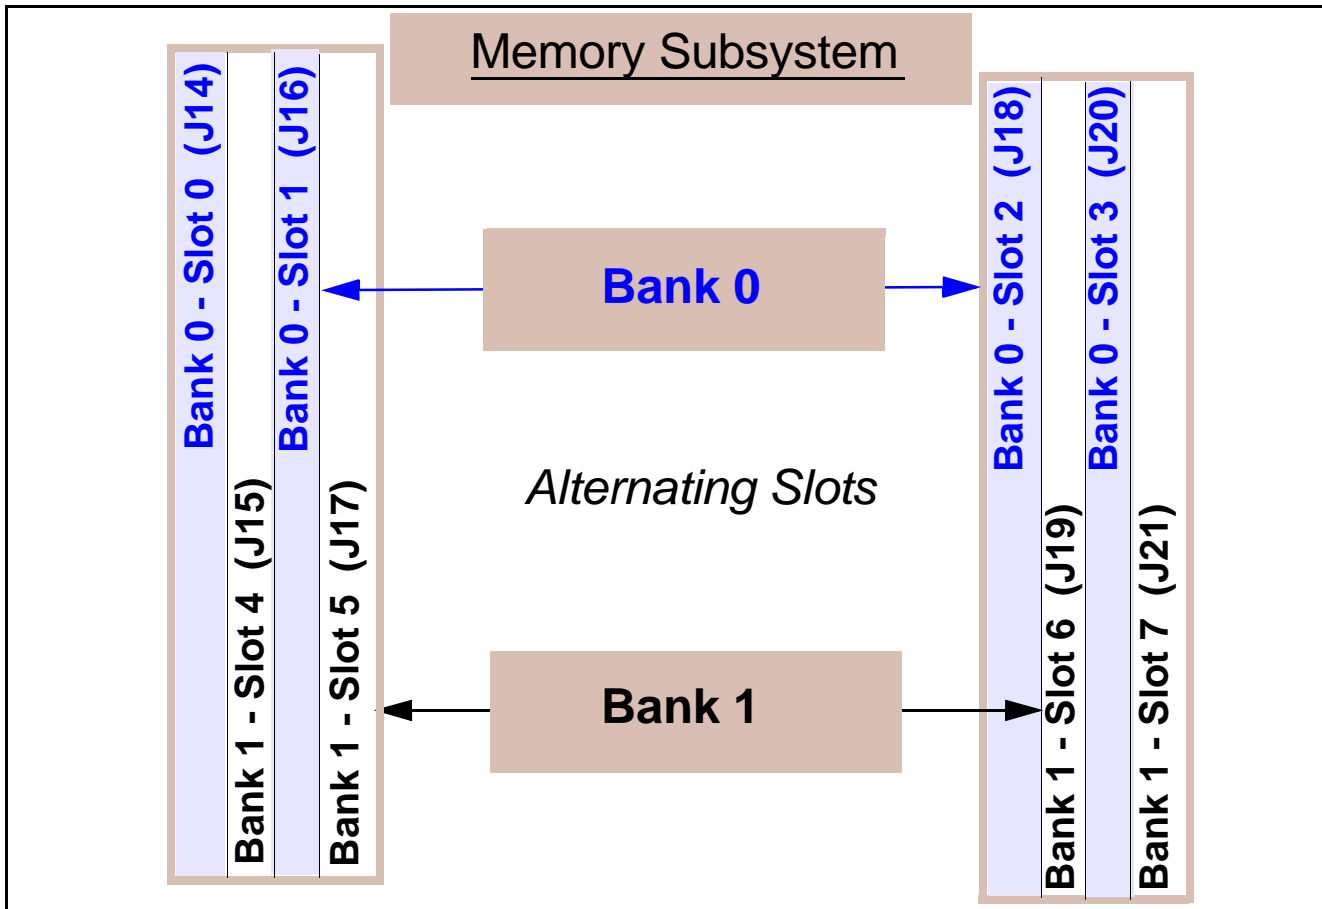 Memory Subsystem
Bank 0 - Slot 0 (J14)
Bank 1 - Slot 4 (J15)
Bank 0 - Slot 1 (J16)
Bank 1 - Slot 5 (J17)
Bank 0
Alternating Slots
Bank 1
Bank 0 - Slot 2 (J18)
Bank 1 - Slot 6 (J19)
Bank 0 - Slot 3 (J20)
Bank 1 - Slot 7 (J21)